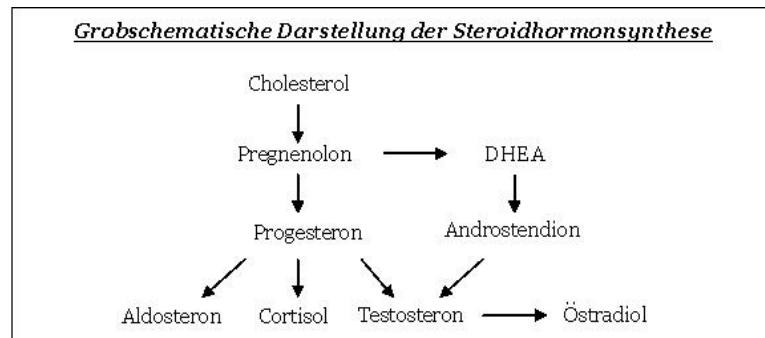 Grobschematische Darstellung der Steroidhormonsynthese
Cholesterol
Pregnenolon DHEA
Progesteron Androstendion
Aldosteron Cortisol Testosteron Östradiol